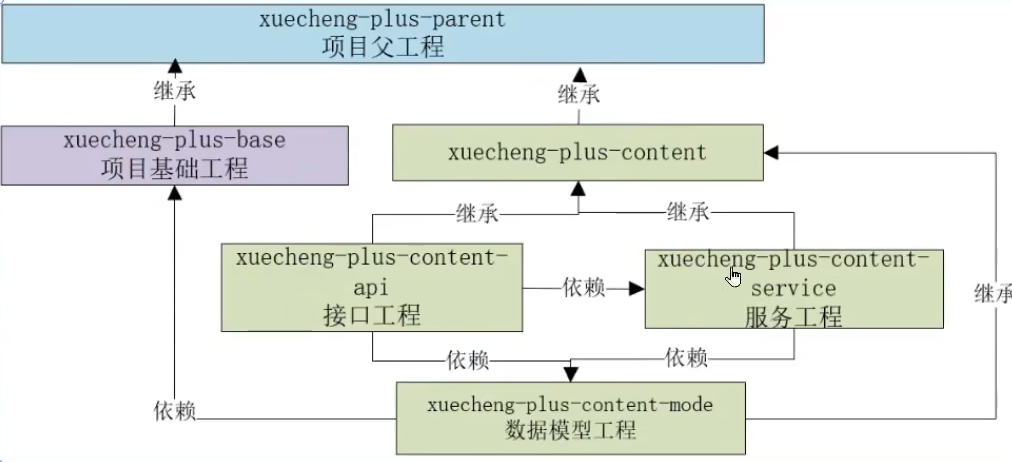 xuecheng-plus-parent
项目父工程
继承
继承
xuecheng-plus-base
项目基础工程
xuecheng-plus-content
继承
继承
xuecheng-plus-content-
api
接口工程
依赖
xuecheng-plus-content-
service
服务工程
继承
依赖
依赖
xuecheng-plus-content-mode
数据模型工程
依赖